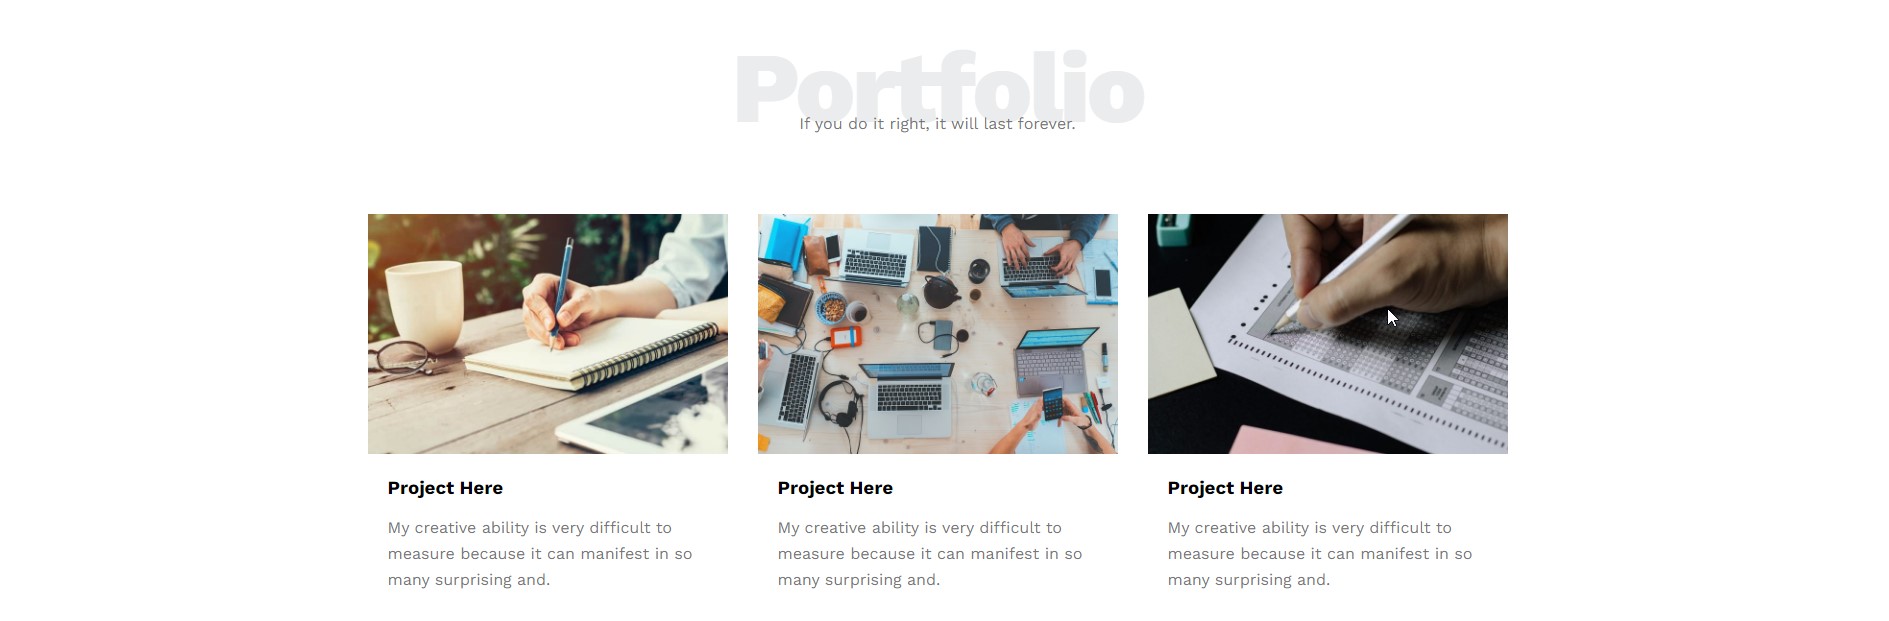 Portfolio
If you do it right, it will last forever.
Project Here
My creative ability is very difficult to
measure because it can manifest in so
many surprising and.
Project Here
My creative ability is very difficult to
measure because it can manifest in so
many surprising and.
Project Here
My creative ability is very difficult to
measure because it can manifest in so
many surprising and.